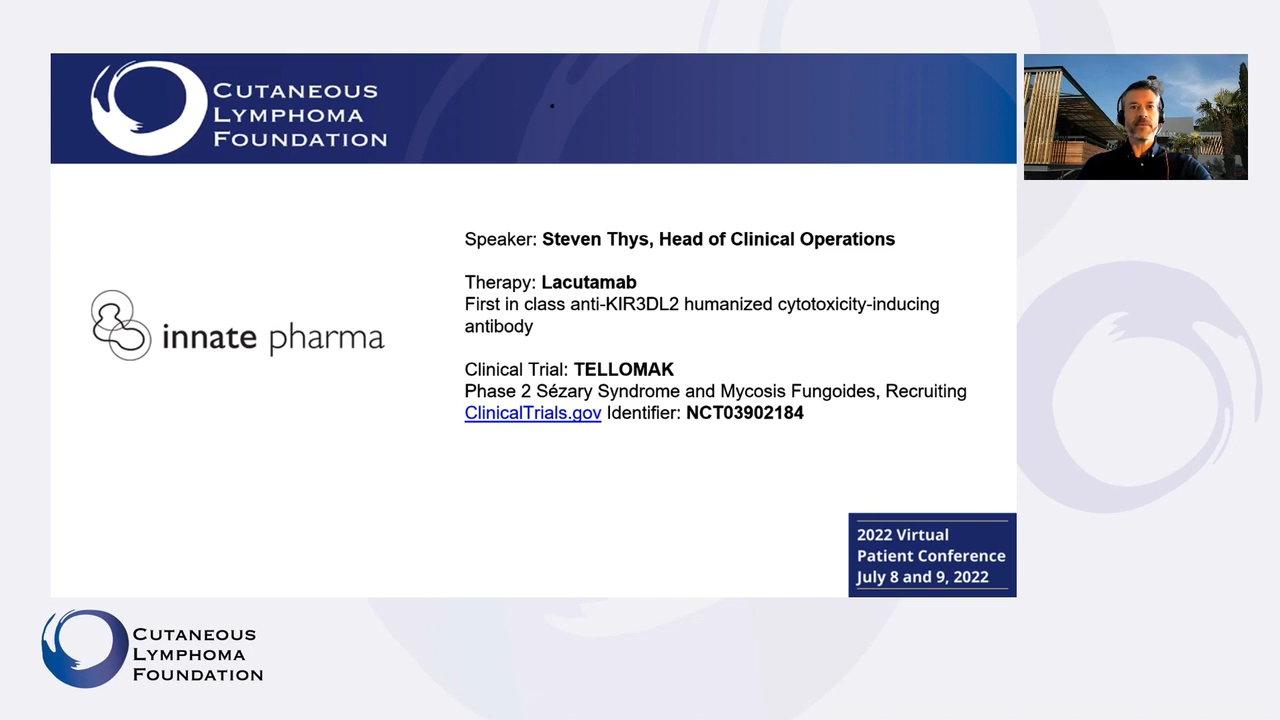 CUTANEOUS
LYMPHOMA
FOUNDATION
innate pharma
Speaker: Steven Thys, Head of Clinical Operations
Therapy: Lacutamab
First in class anti-KIR3DL2 humanized cytotoxicity-inducing
antibody
Clinical Trial: TELLOMAK
Phase 2 Sézary Syndrome and Mycosis Fungoides, Recruiting
ClinicalTrials.gov Identifier: NCT03902184
2022 Virtual
Patient Conference
July 8 and 9, 2022
CUTANEOUS
LYMPHOMA
FOUNDATION